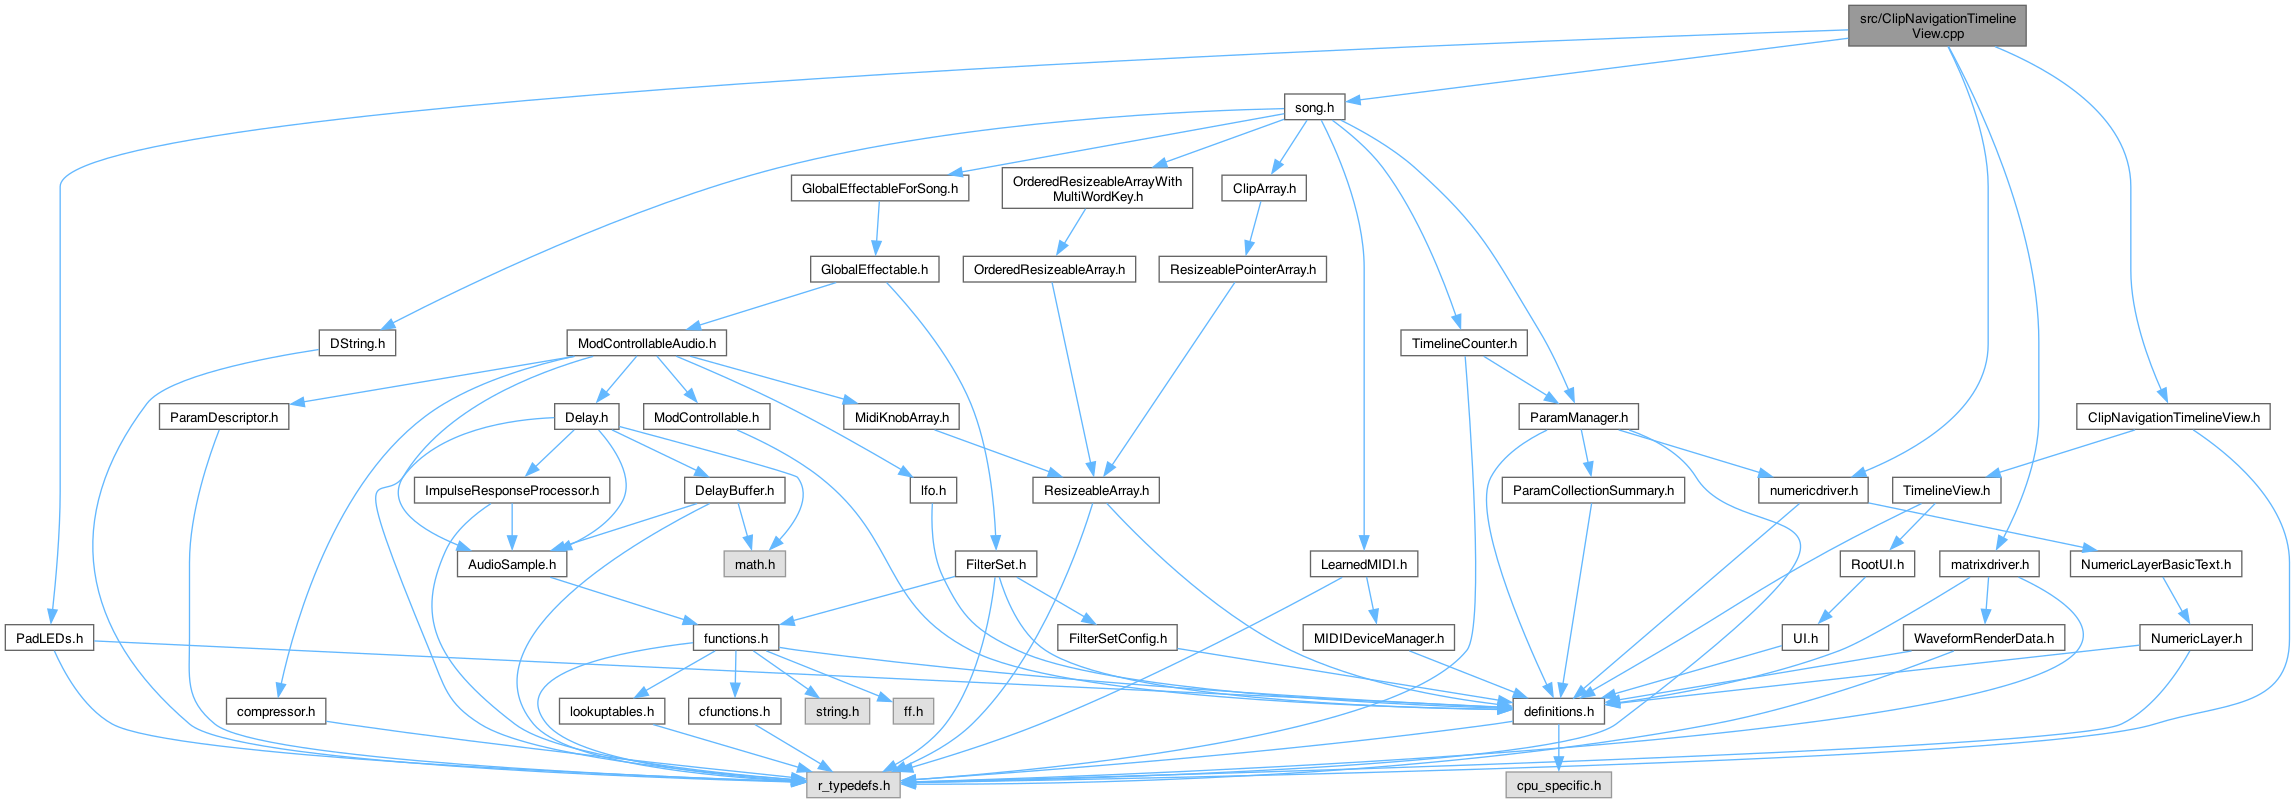 src/ClipNavigationTimeline
View.cpp
song.h
GlobalEffectableForSong.h
OrderedResizeableArrayWith
MultiWordKey.h
ClipArray.h
GlobalEffectable.h
OrderedResizeableArray.h
ResizeablePointerArray.h
DString.h
ModControllableAudio.h
TimelineCounter.h
ParamDescriptor.h
Delay.h
ModControllable.h
MidiKnobArray.h
ParamManager.h
ClipNavigationTimelineView.h
ImpulseResponseProcessor.h
DelayBuffer.h
lfo.h
ResizeableArray.h
ParamCollectionSummary.h
numericdriver.h
TimelineView.h
AudioSample.h
math.h
FilterSet.h
LearnedMIDI.h
RootUI.h
matrixdriver.h
NumericLayerBasicText.h
PadLEDs.h
functions.h
FilterSetConfig.h
MIDIDeviceManager.h
UI.h
WaveformRenderData.h
NumericLayer.h
compressor.h
lookuptables.h
cfunctions.h
string.h
ff.h
definitions.h
r_typedefs.h
cpu_specific.h